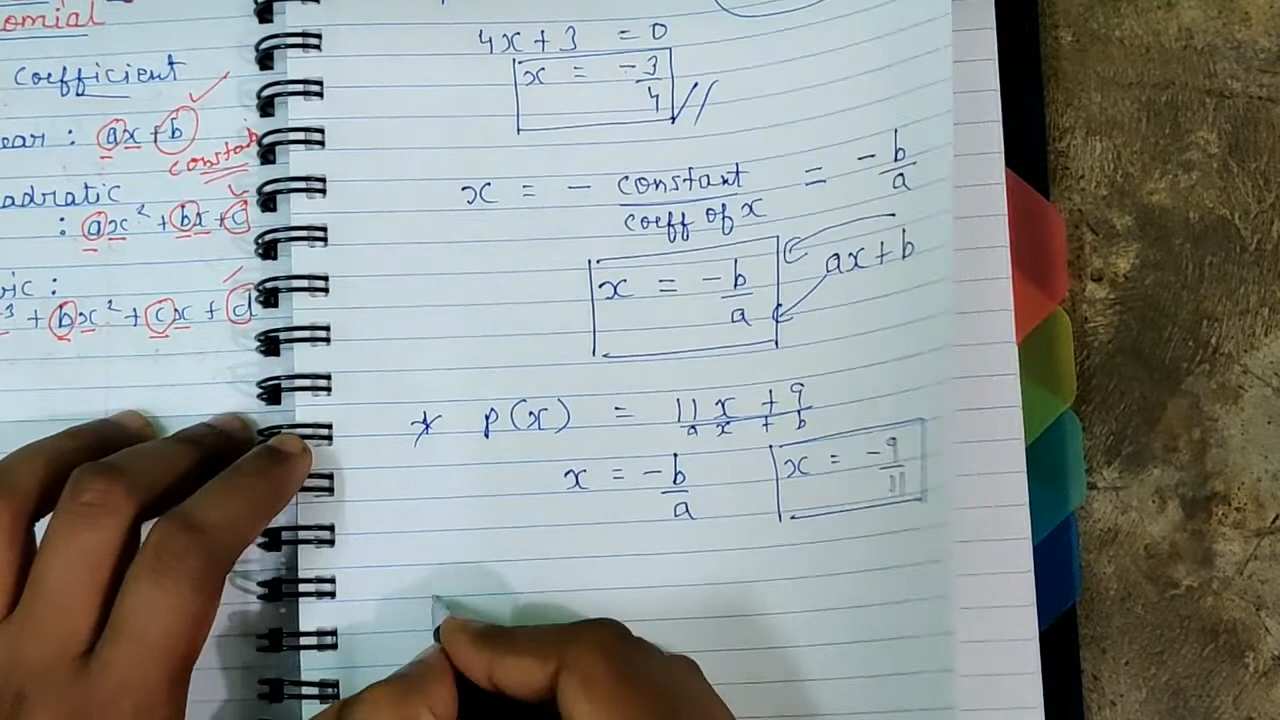 omial
coefficient
ear : ax + b
constant
adratic
: ax² + bx + c
ic :
³ + bx² + cx + d
4x + 3 = 0
x = -3/4 //
x = - constant/coeff of x = -b/a
x = -b/a
ax + b
* p(x) = 11x + 9
a x + b
x = -b/a
x = -9/11